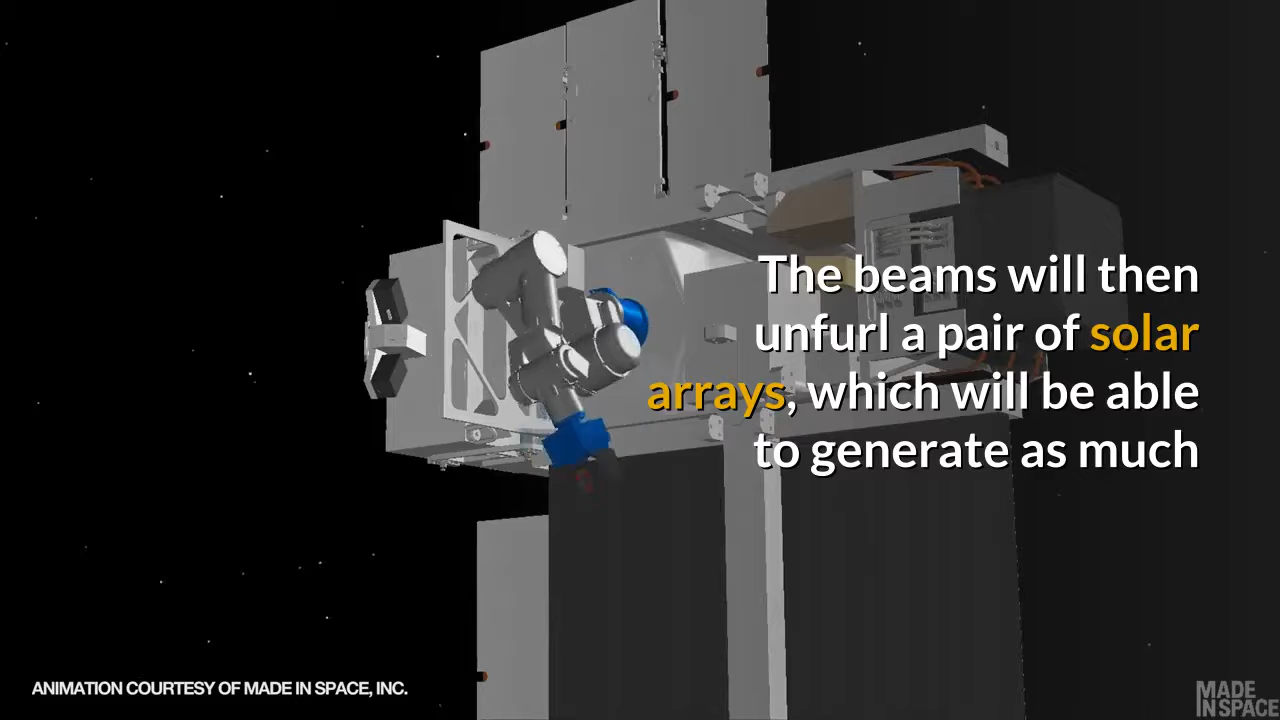 The beams will then
unfurl a pair of solar
arrays, which will be able
to generate as much
ANIMATION COURTESY OF MADE IN SPACE, INC.
MADE
IN SPACE